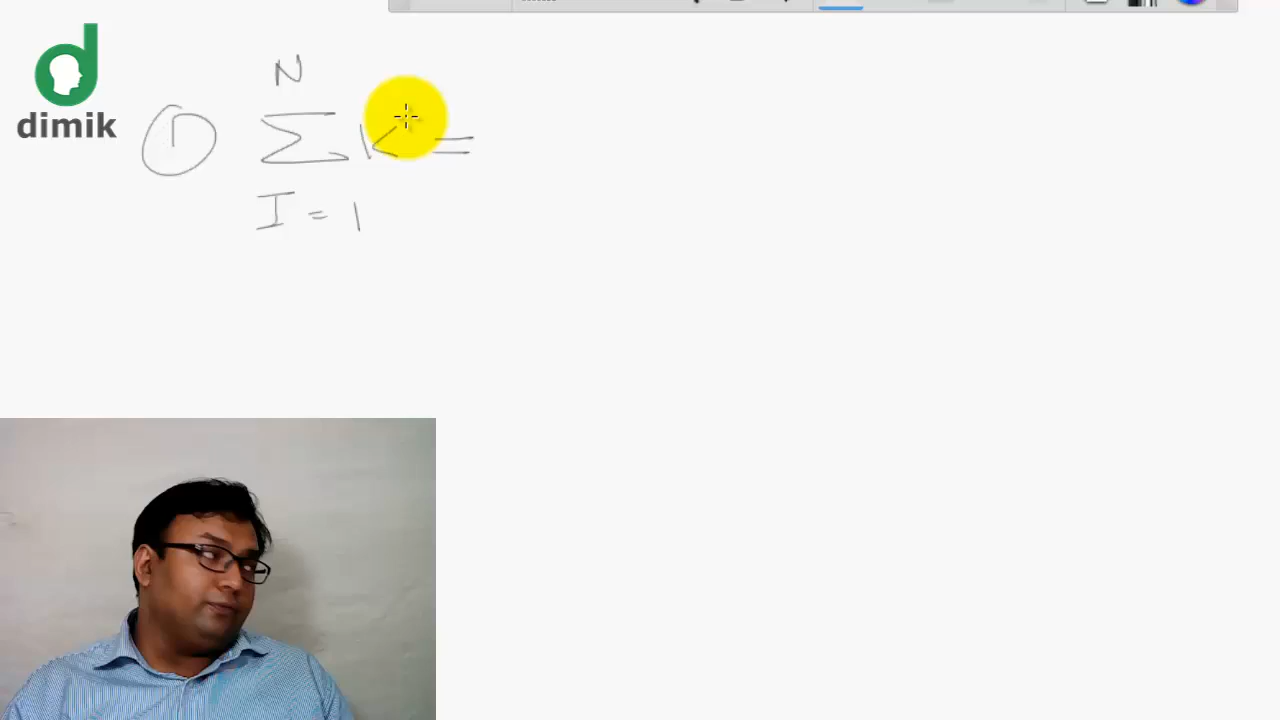 dimik
N
① Σ K =
I = 1